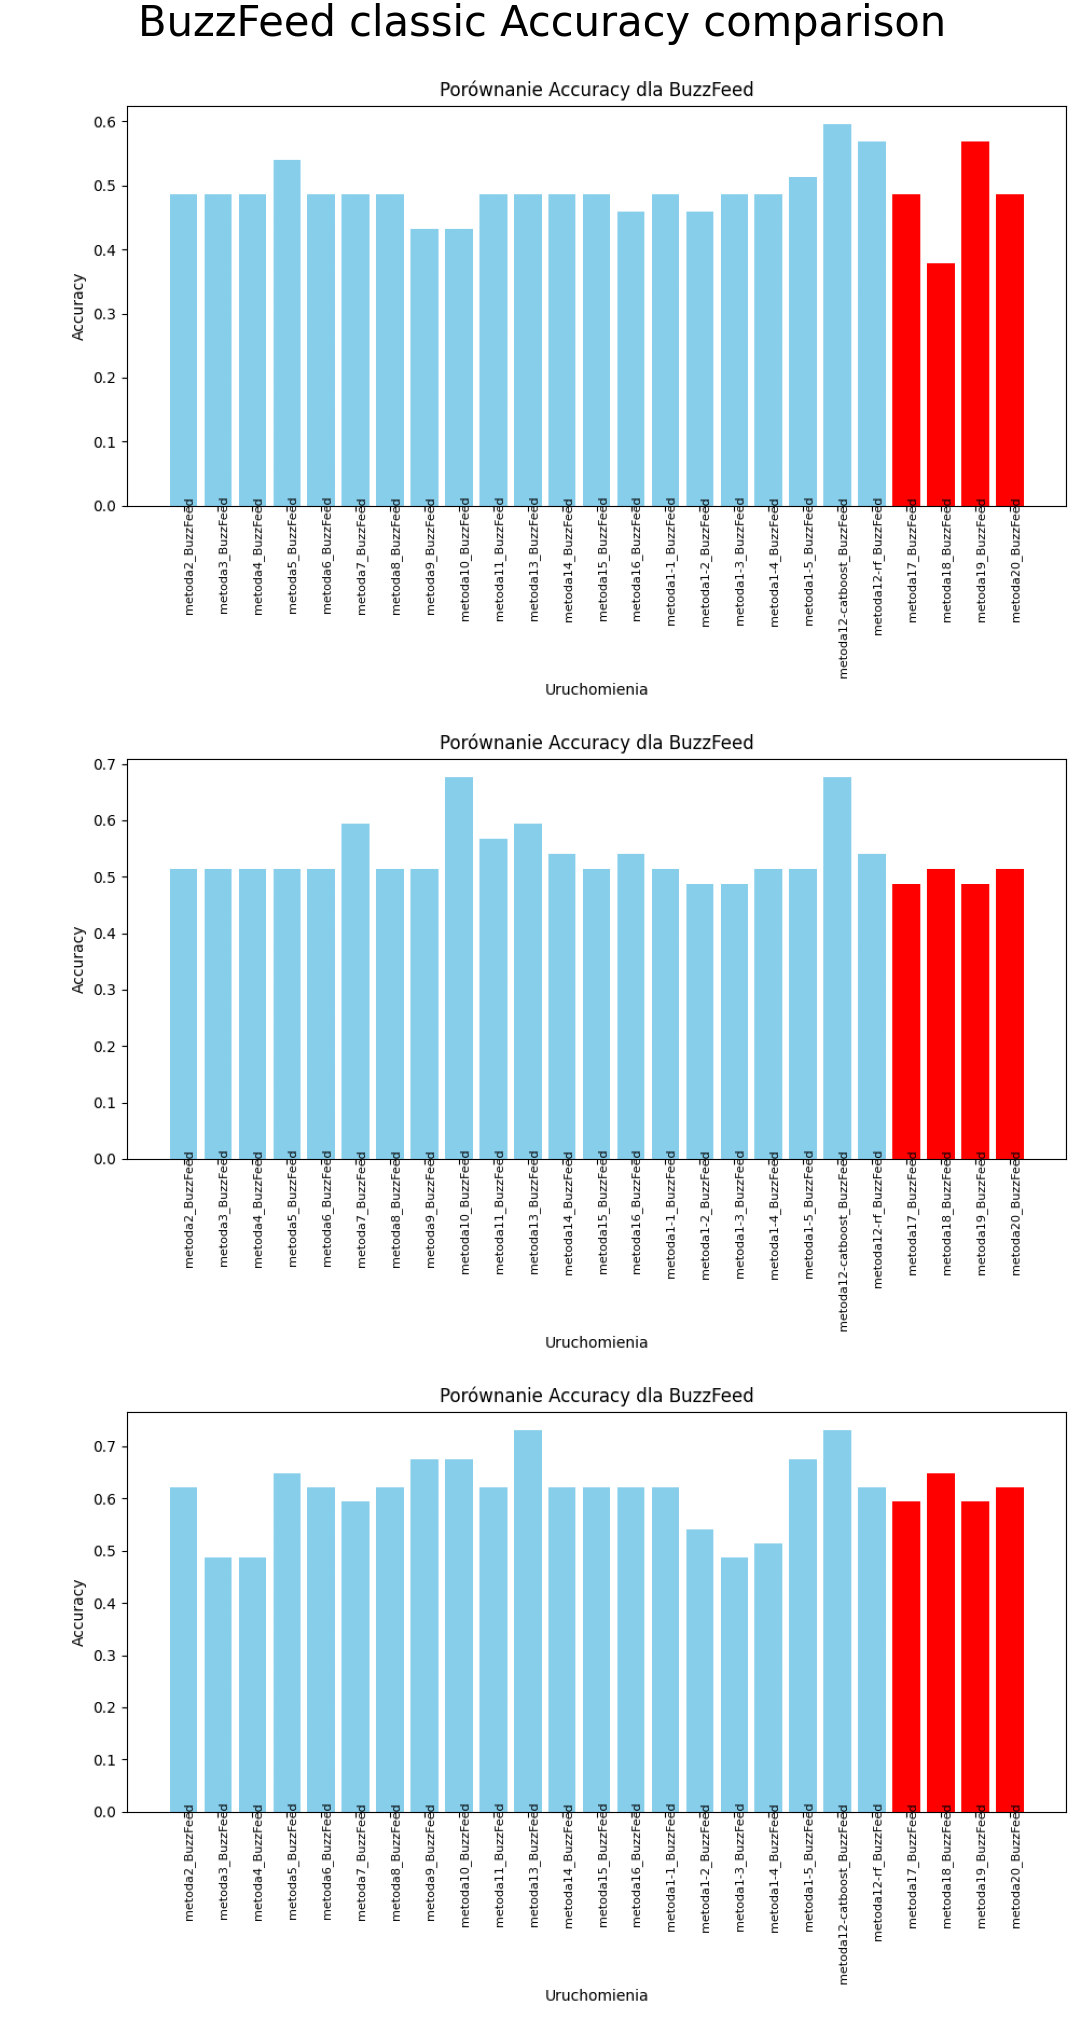 BuzzFeed classic Accuracy comparison
Porównanie Accuracy dla BuzzFeed
0.6
0.5
0.4
0.3
0.2
0.1
0.0
Accuracy
metoda2_BuzzFeed
metoda3_BuzzFeed
metoda4_BuzzFeed
metoda5_BuzzFeed
metoda6_BuzzFeed
metoda7_BuzzFeed
metoda8_BuzzFeed
metoda9_BuzzFeed
metoda10_BuzzFeed
metoda11_BuzzFeed
metoda13_BuzzFeed
metoda14_BuzzFeed
metoda15_BuzzFeed
metoda16_BuzzFeed
metoda1-1_BuzzFeed
metoda1-2_BuzzFeed
metoda1-3_BuzzFeed
metoda1-4_BuzzFeed
metoda1-5_BuzzFeed
metoda12-catboost_BuzzFeed
metoda12-rf_BuzzFeed
metoda17_BuzzFeed
metoda18_BuzzFeed
metoda19_BuzzFeed
metoda20_BuzzFeed
Uruchomienia
Porównanie Accuracy dla BuzzFeed
0.7
0.6
0.5
0.4
0.3
0.2
0.1
0.0
Accuracy
metoda2_BuzzFeed
metoda3_BuzzFeed
metoda4_BuzzFeed
metoda5_BuzzFeed
metoda6_BuzzFeed
metoda7_BuzzFeed
metoda8_BuzzFeed
metoda9_BuzzFeed
metoda10_BuzzFeed
metoda11_BuzzFeed
metoda13_BuzzFeed
metoda14_BuzzFeed
metoda15_BuzzFeed
metoda16_BuzzFeed
metoda1-1_BuzzFeed
metoda1-2_BuzzFeed
metoda1-3_BuzzFeed
metoda1-4_BuzzFeed
metoda1-5_BuzzFeed
metoda12-catboost_BuzzFeed
metoda12-rf_BuzzFeed
metoda17_BuzzFeed
metoda18_BuzzFeed
metoda19_BuzzFeed
metoda20_BuzzFeed
Uruchomienia
Porównanie Accuracy dla BuzzFeed
0.7
0.6
0.5
0.4
0.3
0.2
0.1
0.0
Accuracy
metoda2_BuzzFeed
metoda3_BuzzFeed
metoda4_BuzzFeed
metoda5_BuzzFeed
metoda6_BuzzFeed
metoda7_BuzzFeed
metoda8_BuzzFeed
metoda9_BuzzFeed
metoda10_BuzzFeed
metoda11_BuzzFeed
metoda13_BuzzFeed
metoda14_BuzzFeed
metoda15_BuzzFeed
metoda16_BuzzFeed
metoda1-1_BuzzFeed
metoda1-2_BuzzFeed
metoda1-3_BuzzFeed
metoda1-4_BuzzFeed
metoda1-5_BuzzFeed
metoda12-catboost_BuzzFeed
metoda12-rf_BuzzFeed
metoda17_BuzzFeed
metoda18_BuzzFeed
metoda19_BuzzFeed
metoda20_BuzzFeed
Uruchomienia